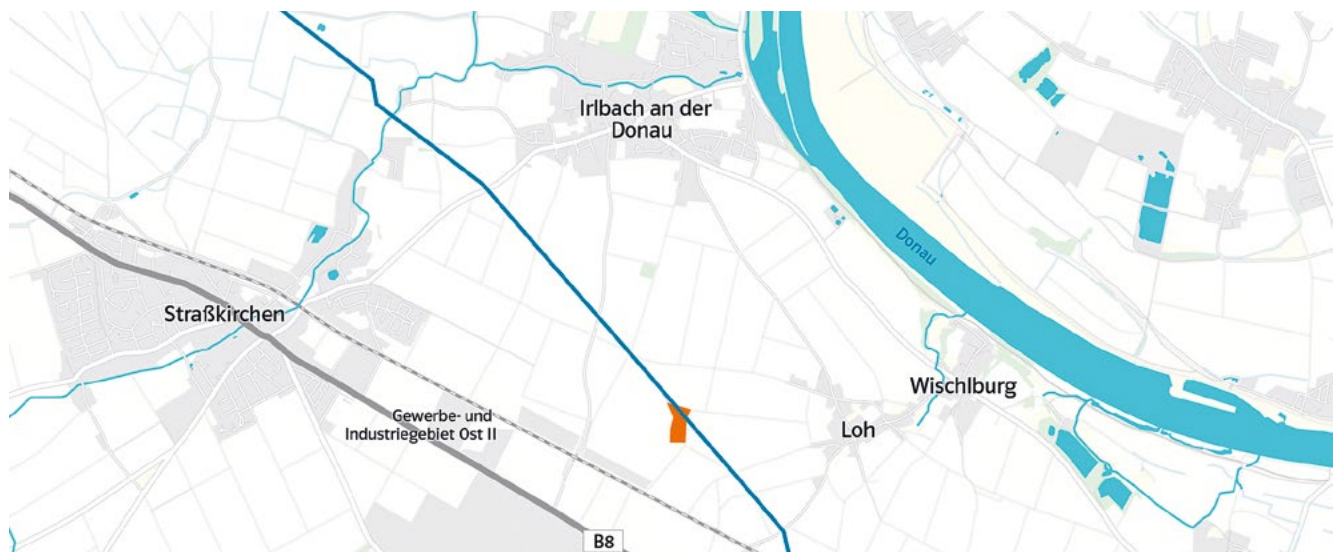 Irlbach an der
Donau
Donau
Straßkirchen
Wischlburg
Gewerbe- und
Industriegebiet Ost II
Loh
B8